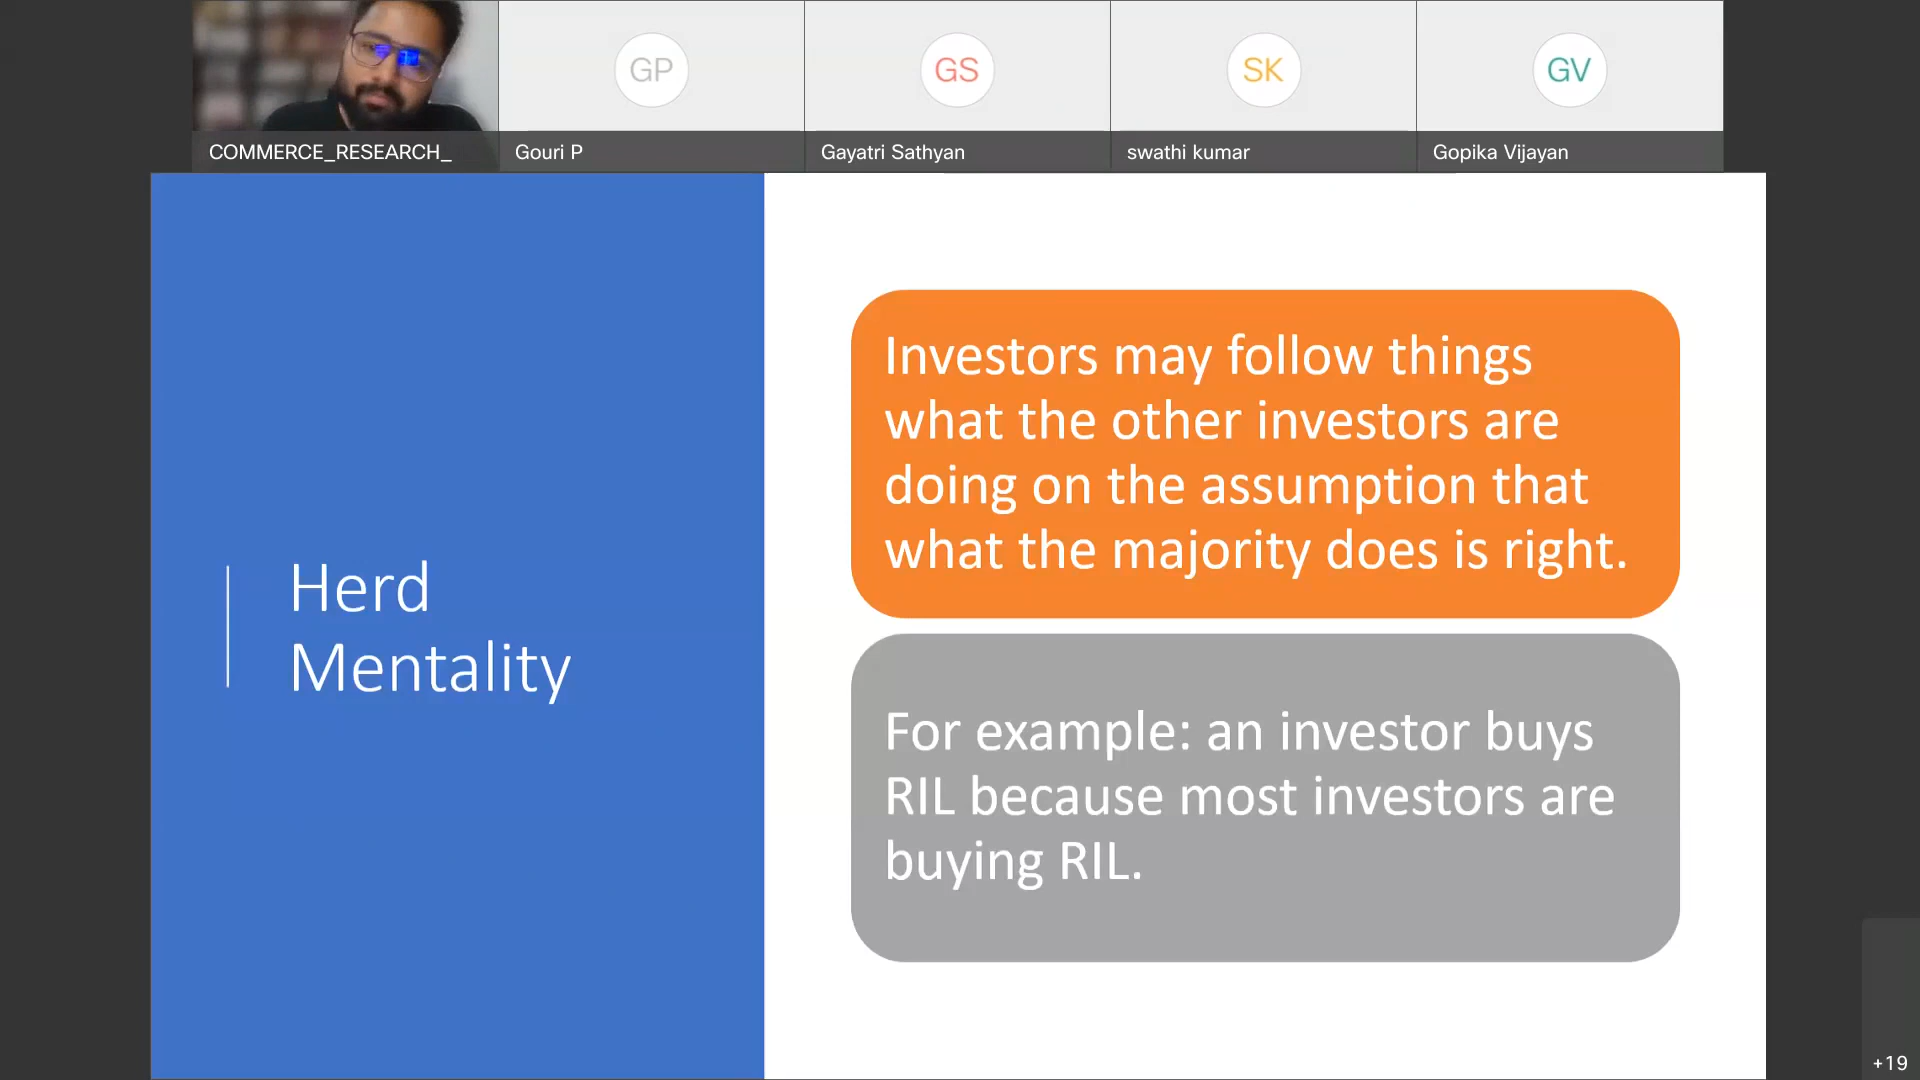 GP
GS
SK
GV
COMMERCE_RESEARCH_
Gouri P
Gayatri Sathyan
swathi kumar
Gopika Vijayan
Herd
Mentality
Investors may follow things
what the other investors are
doing on the assumption that
what the majority does is right.
For example: an investor buys
RIL because most investors are
buying RIL.
+19